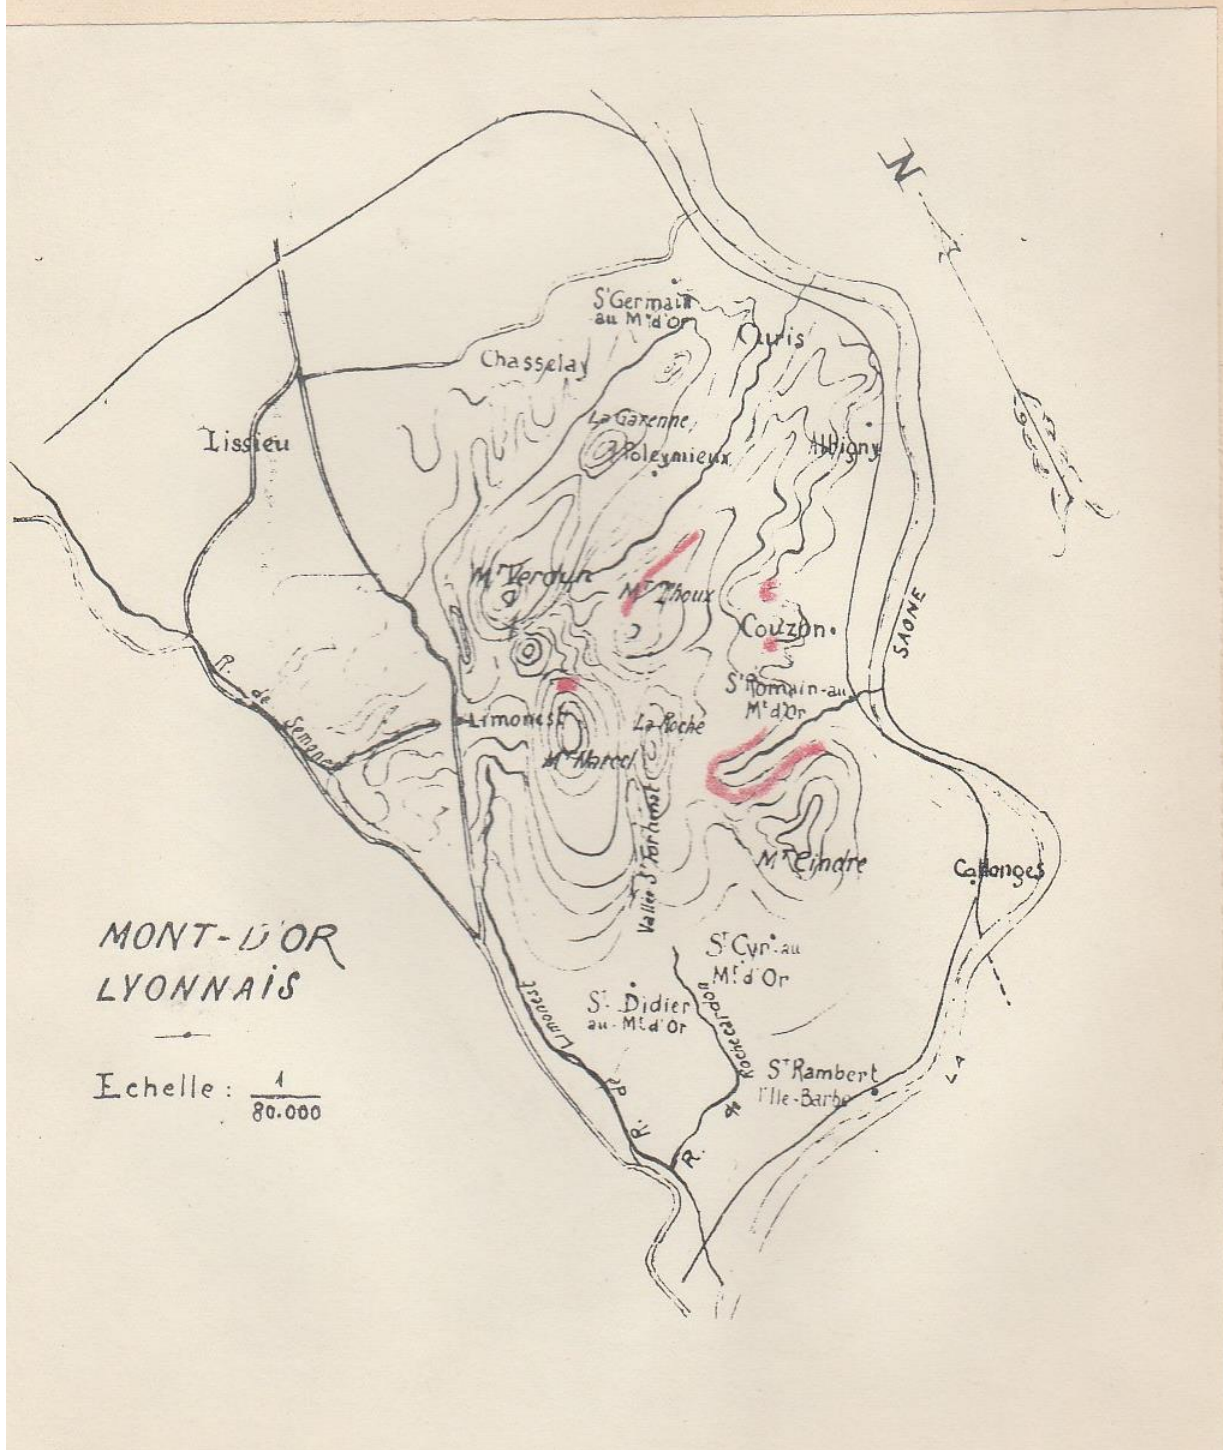 N
St Germain
au Mt d'Or
Curis
Chasselay
La Garenne
Lissieu
Poleymieux
Albigny
Mt Verdun
Mt Thoux
Couzon
SAONE
R. de Semons
St Romain-au
Mt d'Or
Limonest
La Roche
Mt Narcel
Vallée St Forhunat
Mt Cindre
Collonges
MONT-D'OR
LYONNAIS
St Cyr au
Mt d'Or
St Didier
au-Mt d'Or
R. de Limonest
R. de Rochecardon
Echelle : 1
80.000
St Rambert
l'Ile-Barbe
LA